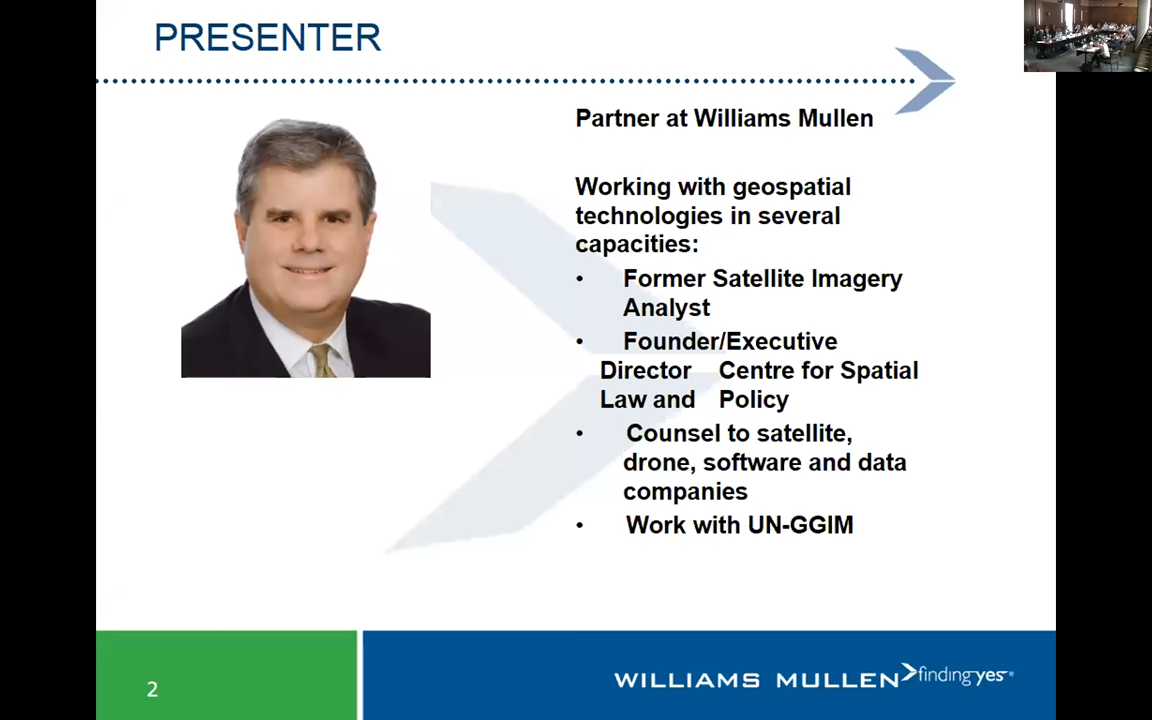 PRESENTER
Partner at Williams Mullen
Working with geospatial
technologies in several
capacities:
• Former Satellite Imagery
Analyst
• Founder/Executive
Director Centre for Spatial
Law and Policy
• Counsel to satellite,
drone, software and data
companies
• Work with UN-GGIM
2
WILLIAMS MULLEN finding yes®